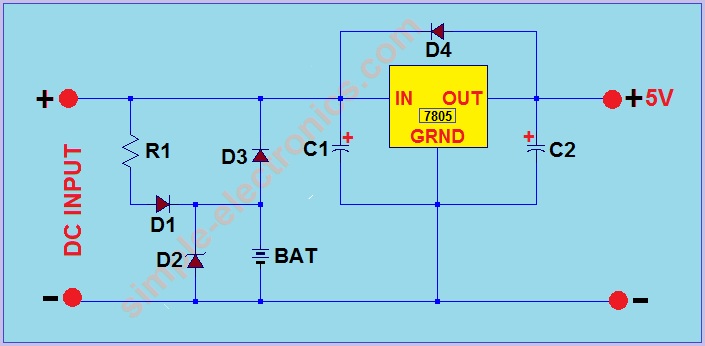 D4
+ IN OUT + 5V
7805
GRND
R1
D3
C1 +
+ C2
DC INPUT
D1
D2
BAT
- -
simple-electronics.com